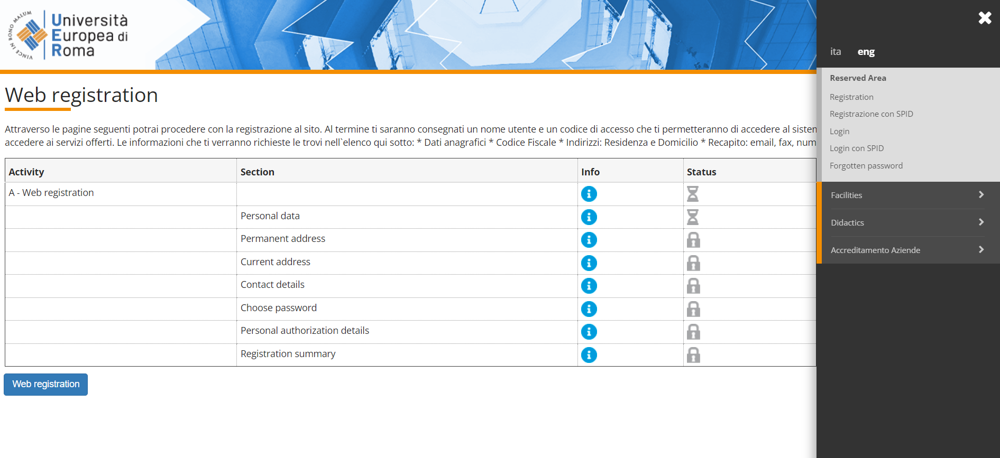 VINCE IN BONO MALUM
Università
Europea di
Roma
ita eng
Reserved Area
Registration
Registrazione con SPID
Login
Login con SPID
Forgotten password
Facilities
Didactics
Accreditamento Aziende
Web registration
Attraverso le pagine seguenti potrai procedere con la registrazione al sito. Al termine ti saranno consegnati un nome utente e un codice di accesso che ti permetteranno di accedere al
accedere ai servizi offerti. Le informazioni che ti verranno richieste le trovi nell`elenco qui sotto: * Dati anagrafici * Codice Fiscale * Indirizzi: Residenza e Domicilio * Recapito: email, fax,
Activity Section Info Status
A - Web registration
Personal data
Permanent address
Current address
Contact details
Choose password
Personal authorization details
Registration summary
Web registration